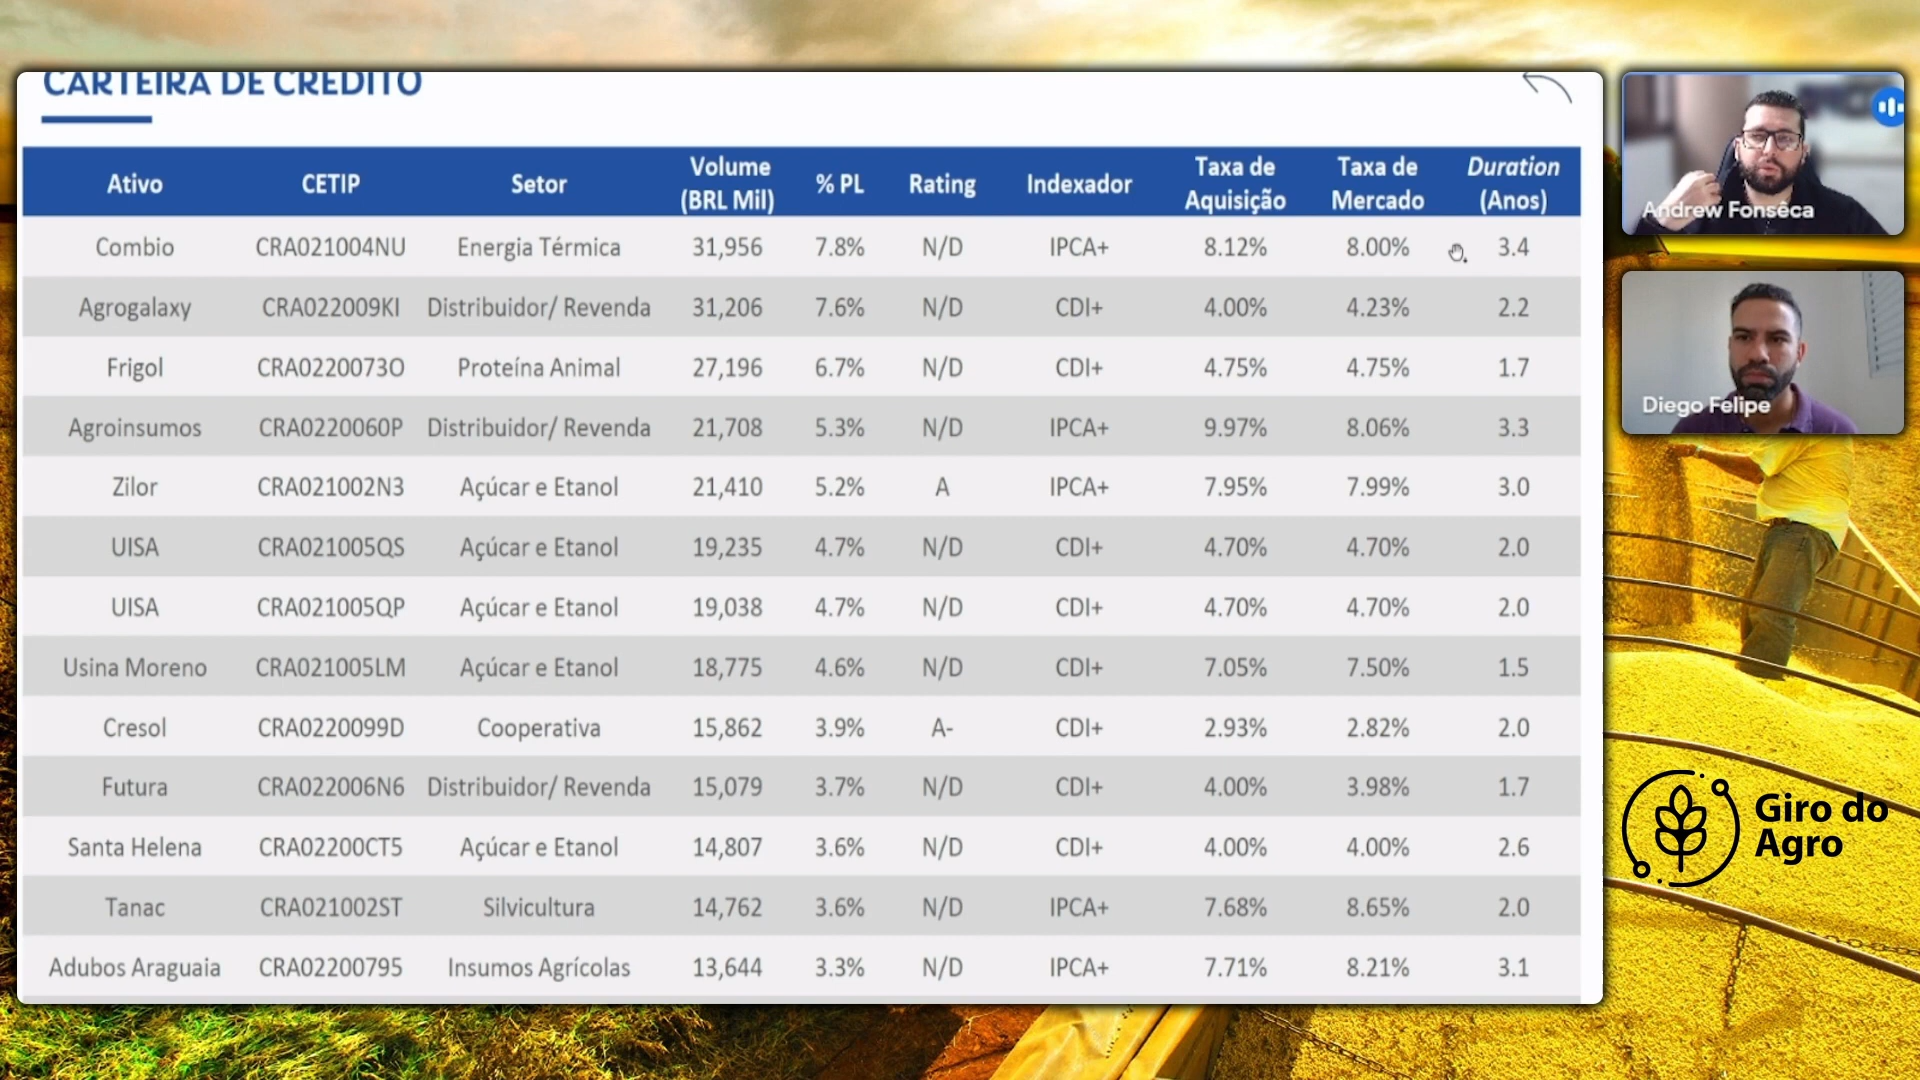 CARTEIRA DE CRÉDITO
Ativo CETIP Setor Volume (BRL Mil) % PL Rating Indexador Taxa de Aquisição Taxa de Mercado Duration (Anos)
Combio CRA021004NU Energia Térmica 31,956 7.8% N/D IPCA+ 8.12% 8.00% 3.4
Agrogalaxy CRA022009KI Distribuidor/ Revenda 31,206 7.6% N/D CDI+ 4.00% 4.23% 2.2
Frigol CRA0220073O Proteína Animal 27,196 6.7% N/D CDI+ 4.75% 4.75% 1.7
Agroinsumos CRA0220060P Distribuidor/ Revenda 21,708 5.3% N/D IPCA+ 9.97% 8.06% 3.3
Zilor CRA021002N3 Açúcar e Etanol 21,410 5.2% A IPCA+ 7.95% 7.99% 3.0
UISA CRA021005QS Açúcar e Etanol 19,235 4.7% N/D CDI+ 4.70% 4.70% 2.0
UISA CRA021005QP Açúcar e Etanol 19,038 4.7% N/D CDI+ 4.70% 4.70% 2.0
Usina Moreno CRA021005LM Açúcar e Etanol 18,775 4.6% N/D CDI+ 7.05% 7.50% 1.5
Cresol CRA0220099D Cooperativa 15,862 3.9% A- CDI+ 2.93% 2.82% 2.0
Futura CRA022006N6 Distribuidor/ Revenda 15,079 3.7% N/D CDI+ 4.00% 3.98% 1.7
Santa Helena CRA02200CT5 Açúcar e Etanol 14,807 3.6% N/D CDI+ 4.00% 4.00% 2.6
Tanac CRA021002ST Silvicultura 14,762 3.6% N/D IPCA+ 7.68% 8.65% 2.0
Adubos Araguaia CRA02200795 Insumos Agrícolas 13,644 3.3% N/D IPCA+ 7.71% 8.21% 3.1
Andrew Fonsêca
Diego Felipe
Giro do
Agro